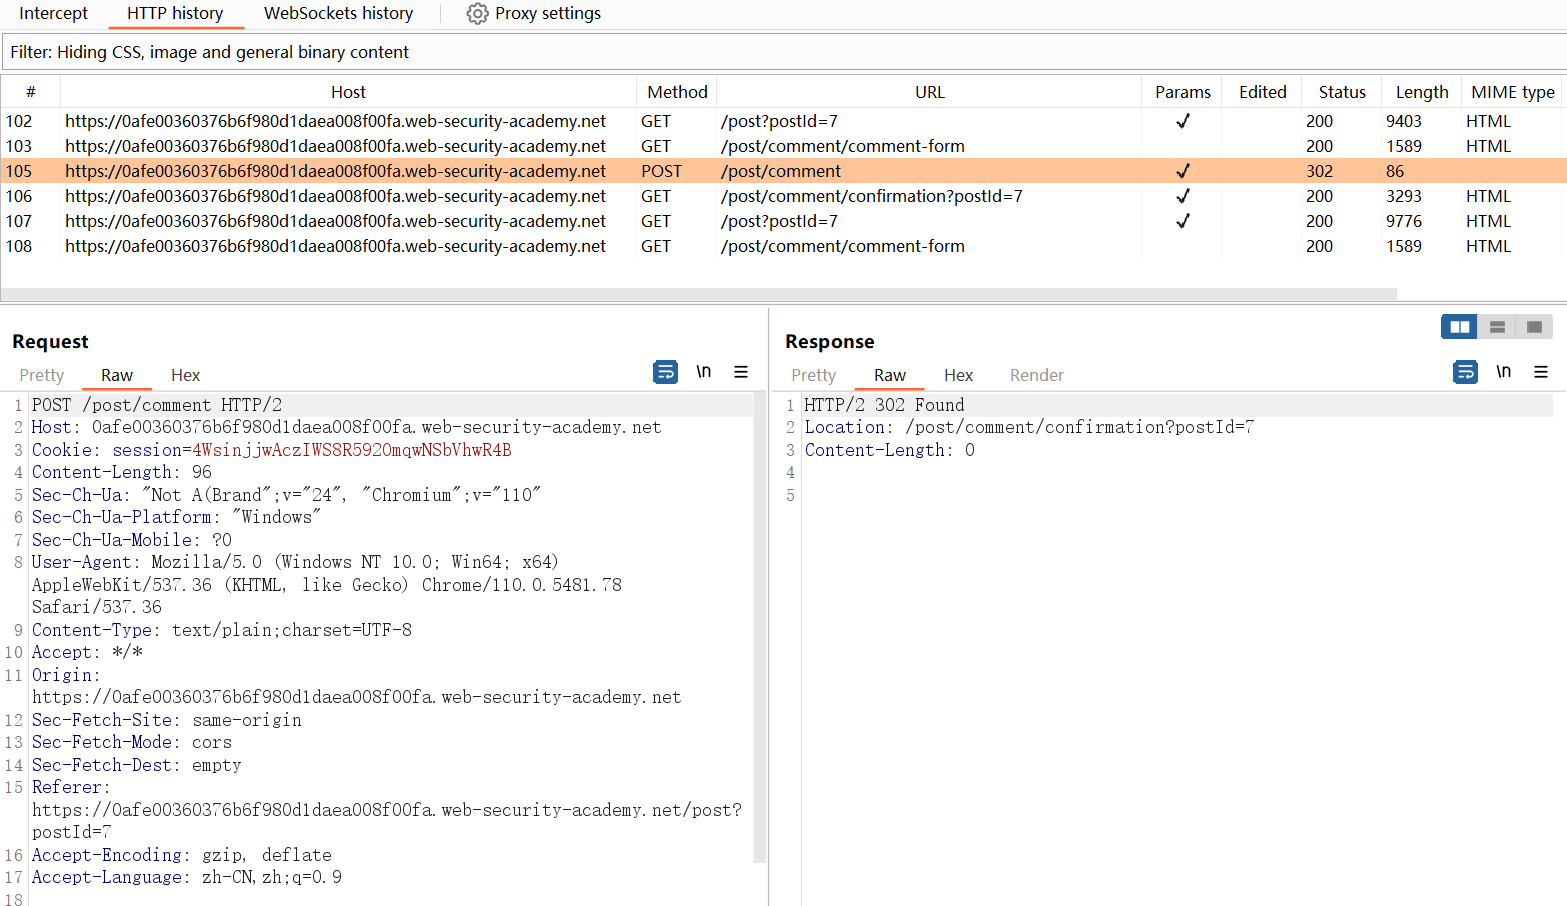 Intercept HTTP history WebSockets history Proxy settings
Filter: Hiding CSS, image and general binary content
# Host Method URL Params Edited Status Length MIME type
102 https://0afe00360376b6f980d1daea008f00fa.web-security-academy.net GET /post?postId=7 ✓ 200 9403 HTML
103 https://0afe00360376b6f980d1daea008f00fa.web-security-academy.net GET /post/comment/comment-form 200 1589 HTML
105 https://0afe00360376b6f980d1daea008f00fa.web-security-academy.net POST /post/comment ✓ 302 86
106 https://0afe00360376b6f980d1daea008f00fa.web-security-academy.net GET /post/comment/confirmation?postId=7 ✓ 200 3293 HTML
107 https://0afe00360376b6f980d1daea008f00fa.web-security-academy.net GET /post?postId=7 ✓ 200 9776 HTML
108 https://0afe00360376b6f980d1daea008f00fa.web-security-academy.net GET /post/comment/comment-form 200 1589 HTML
Request
Pretty Raw Hex \n
1 POST /post/comment HTTP/2
2 Host: 0afe00360376b6f980d1daea008f00fa.web-security-academy.net
3 Cookie: session=4WsinjjwAczIWS8R592OmqwNSbVhwR4B
4 Content-Length: 96
5 Sec-Ch-Ua: "Not A(Brand";v="24", "Chromium";v="110"
6 Sec-Ch-Ua-Platform: "Windows"
7 Sec-Ch-Ua-Mobile: ?0
8 User-Agent: Mozilla/5.0 (Windows NT 10.0; Win64; x64)
AppleWebKit/537.36 (KHTML, like Gecko) Chrome/110.0.5481.78
Safari/537.36
9 Content-Type: text/plain;charset=UTF-8
10 Accept: */*
11 Origin:
https://0afe00360376b6f980d1daea008f00fa.web-security-academy.net
12 Sec-Fetch-Site: same-origin
13 Sec-Fetch-Mode: cors
14 Sec-Fetch-Dest: empty
15 Referer:
https://0afe00360376b6f980d1daea008f00fa.web-security-academy.net/post?
postId=7
16 Accept-Encoding: gzip, deflate
17 Accept-Language: zh-CN,zh;q=0.9
18
Response
Pretty Raw Hex Render \n
1 HTTP/2 302 Found
2 Location: /post/comment/confirmation?postId=7
3 Content-Length: 0
4
5